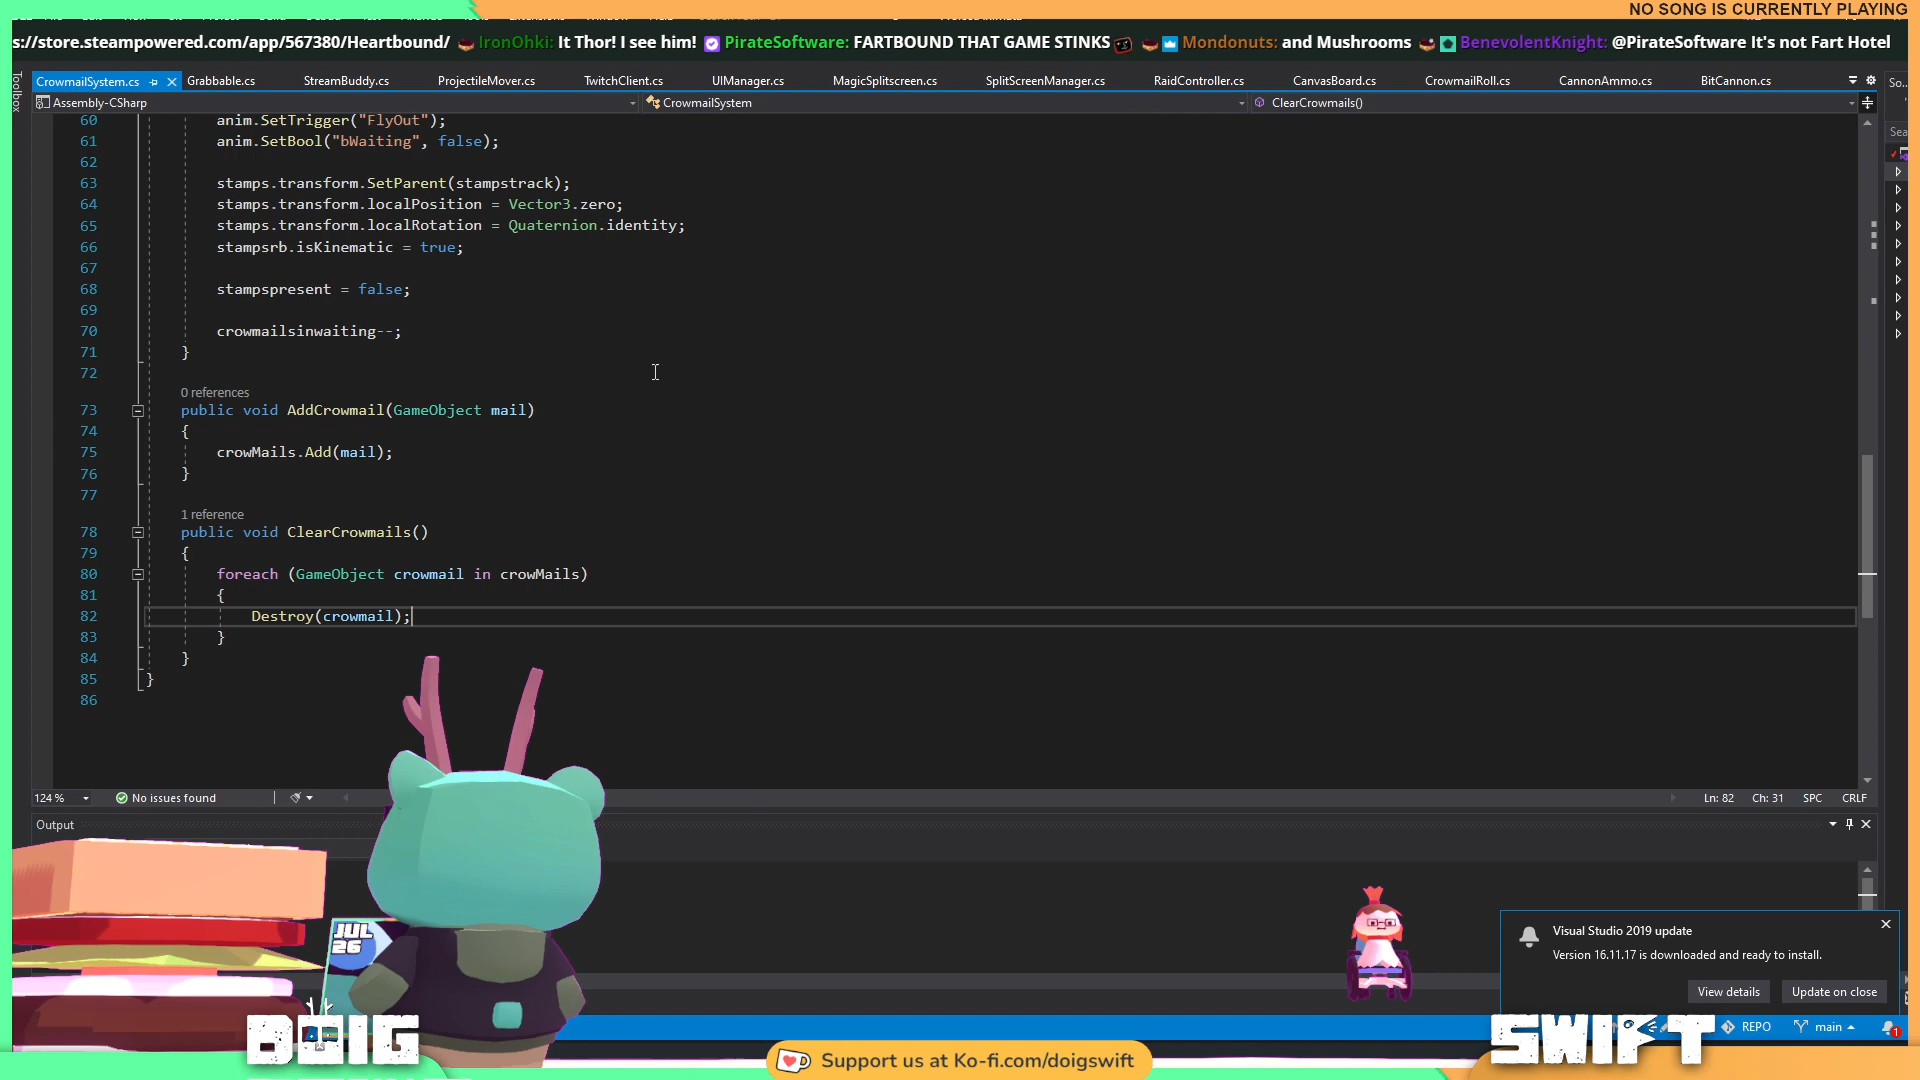 NO SONG IS CURRENTLY PLAYING
s://store.steampowered.com/app/567380/Heartbound/ IronOhki: It Thor! I see him! PirateSoftware: FARTBOUND THAT GAME STINKS Mondonuts: and Mushrooms BenevolentKnight: @PirateSoftware It's not Fart Hotel
Toolbox
CrowmailSystem.cs Grabbable.cs StreamBuddy.cs ProjectileMover.cs TwitchClient.cs UIManager.cs MagicSplitscreen.cs SplitScreenManager.cs RaidController.cs CanvasBoard.cs CrowmailRoll.cs CannonAmmo.cs BitCannon.cs So...
Assembly-CSharp CrowmailSystem ClearCrowmails()
Sea
60 anim.SetTrigger("FlyOut");
61 anim.SetBool("bWaiting", false);
62
63 stamps.transform.SetParent(stampstrack);
64 stamps.transform.localPosition = Vector3.zero;
65 stamps.transform.localRotation = Quaternion.identity;
66 stampsrb.isKinematic = true;
67
68 stampspresent = false;
69
70 crowmailsinwaiting--;
71 }
72
0 references
73 public void AddCrowmail(GameObject mail)
74 {
75 crowMails.Add(mail);
76 }
77
1 reference
78 public void ClearCrowmails()
79 {
80 foreach (GameObject crowmail in crowMails)
81 {
82 Destroy(crowmail);
83 }
84 }
85 }
86
124 % No issues found Ln: 82 Ch: 31 SPC CRLF
Output
JUL
26
Visual Studio 2019 update
Version 16.11.17 is downloaded and ready to install.
View details Update on close
REPO main 1
DOIG
SWIFT
Support us at Ko-fi.com/doigswift